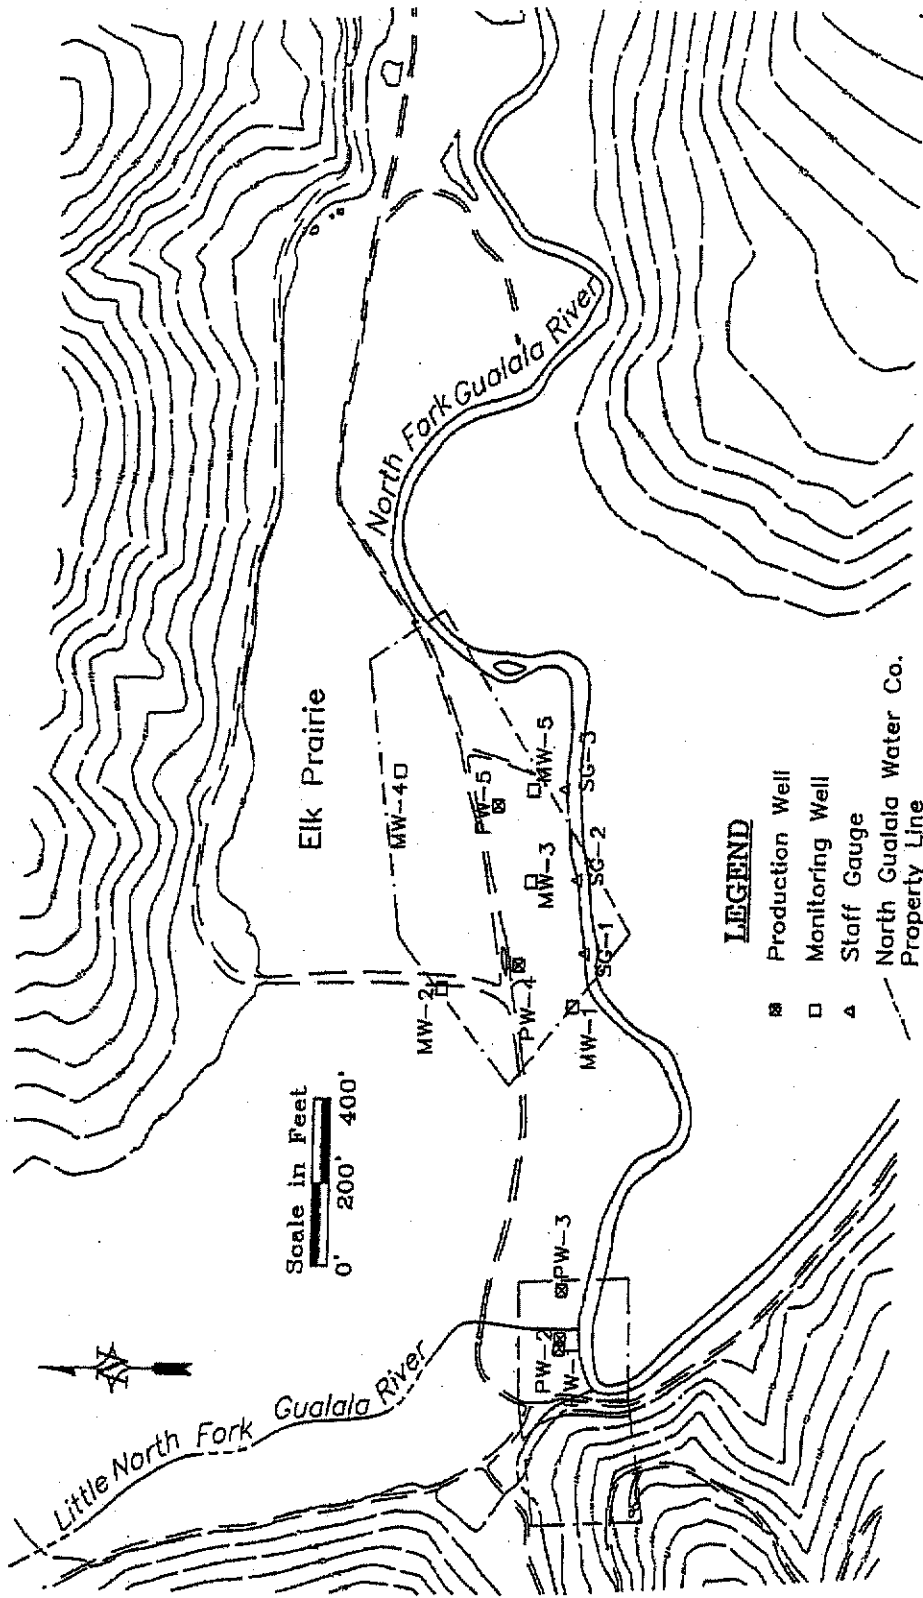 Elk Prairie
Little North Fork Gualala River
North Fork Gualala River
Scale in Feet
0' 200' 400'
N
MW-4
MW-2
PW-5
PW-4
MW-5
MW-3
MW-1
SG-3
SG-2
SG-1
PW-3
PW-2
LEGEND
Production Well
Monitoring Well
Staff Gauge
North Gualala Water Co.
Property Line